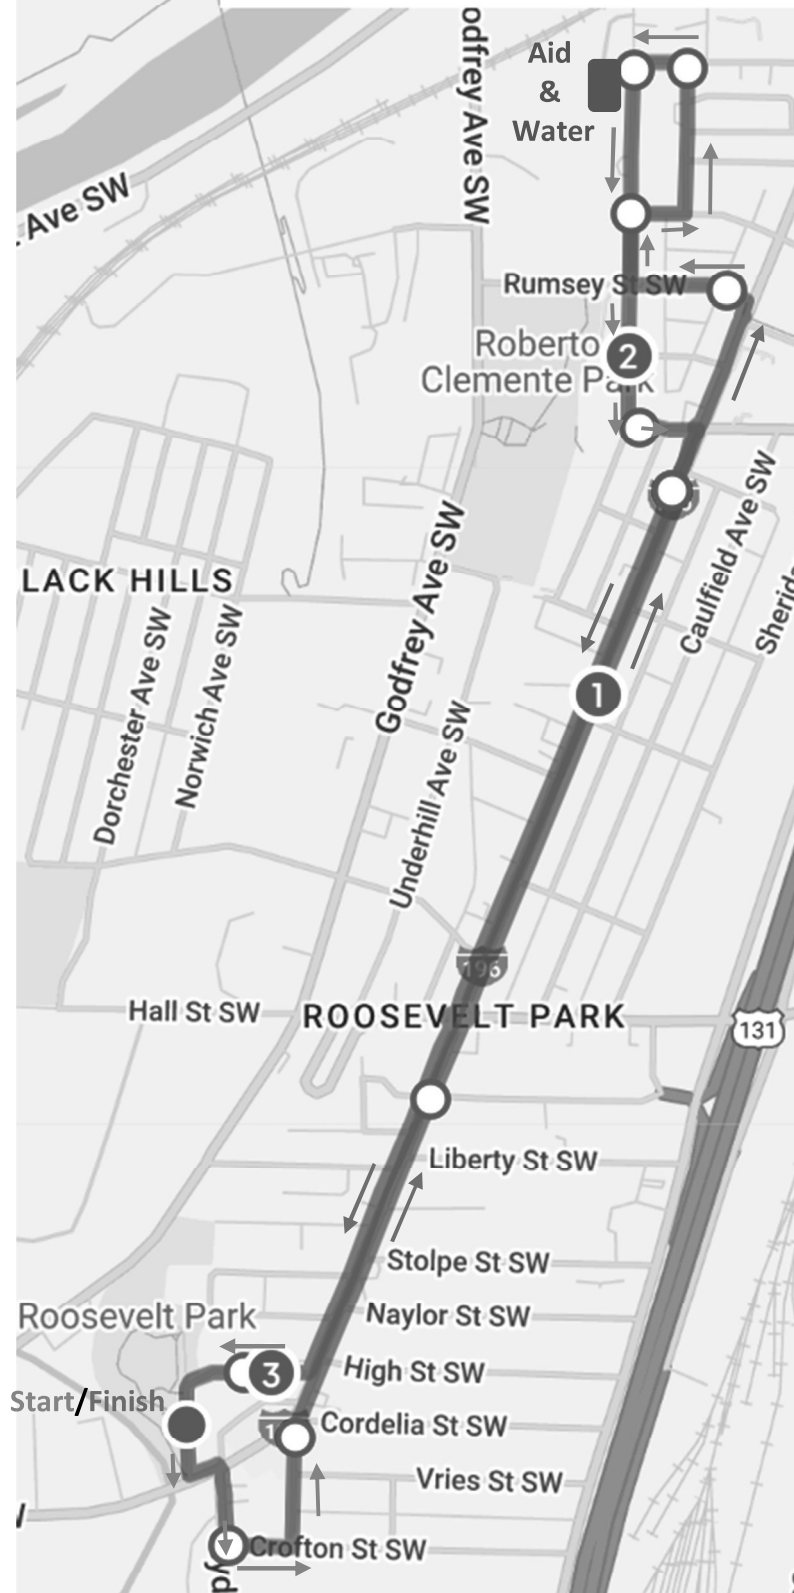 odfrey Ave SW
Aid
&
Water
Ave SW
Rumsey St SW
Roberto
Clemente Park
2
Caulfield Ave SW
LACK HILLS
Godfrey Ave SW
Dorchester Ave SW
Norwich Ave SW
Sherid
1
Underhill Ave SW
196
Hall St SW
ROOSEVELT PARK
131
Liberty St SW
Stolpe St SW
Roosevelt Park
Naylor St SW
3
High St SW
Start/Finish
1
Cordelia St SW
Vries St SW
Crofton St SW
yd